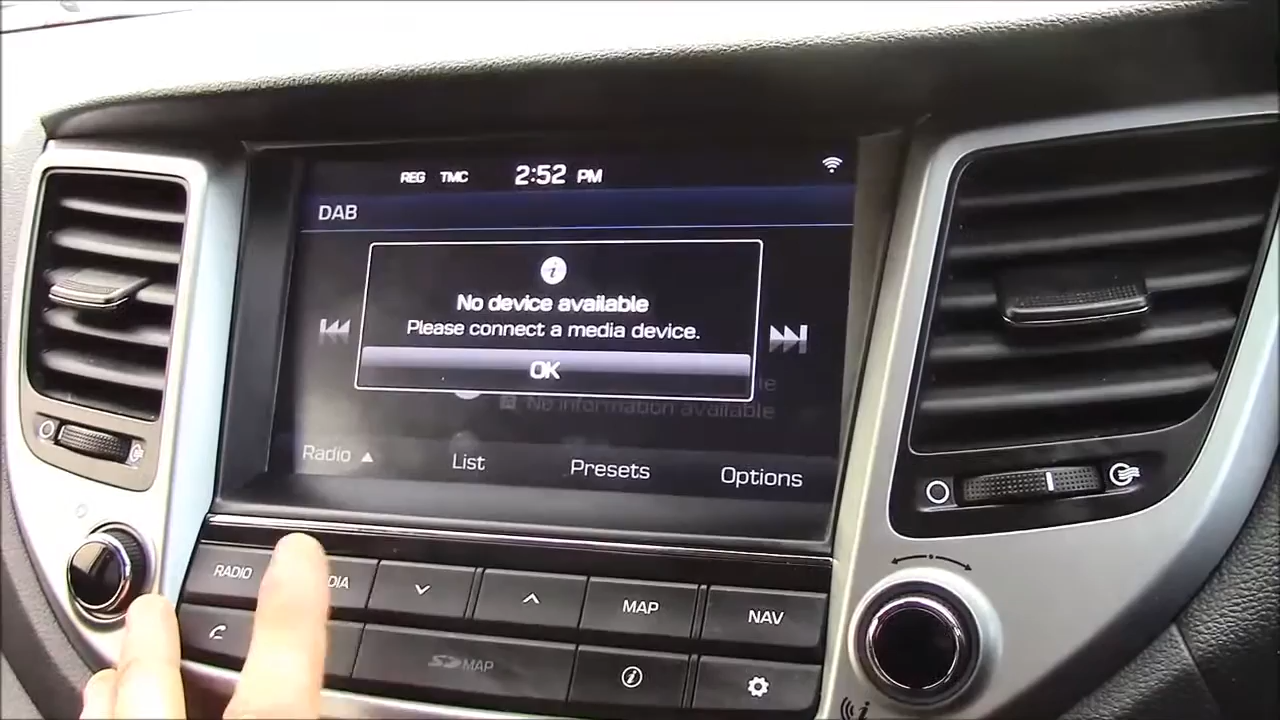 REG TMC 2:52 PM
DAB
No device available
Please connect a media device.
OK
No information available
Radio List Presets Options
RADIO MAP NAV
SD MAP